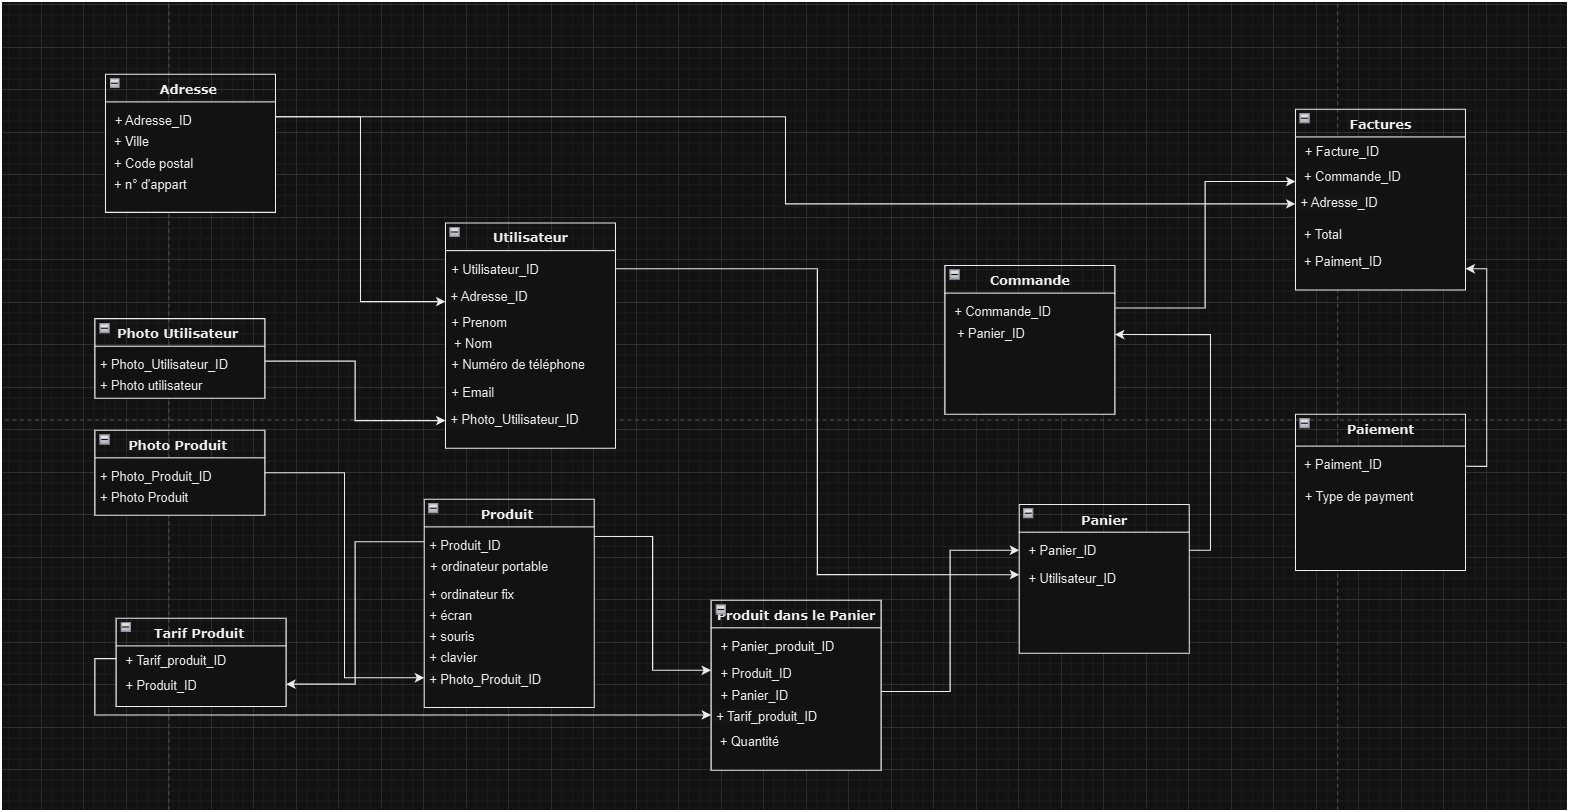 Adresse
+ Adresse_ID
+ Ville
+ Code postal
+ n° d'appart
Factures
+ Facture_ID
+ Commande_ID
+ Adresse_ID
+ Total
+ Paiment_ID
Utilisateur
+ Utilisateur_ID
+ Adresse_ID
+ Prenom
+ Nom
+ Numéro de téléphone
+ Email
+ Photo_Utilisateur_ID
Commande
+ Commande_ID
+ Panier_ID
Photo Utilisateur
+ Photo_Utilisateur_ID
+ Photo utilisateur
Photo Produit
+ Photo_Produit_ID
+ Photo Produit
Paiement
+ Paiment_ID
+ Type de payment
Produit
+ Produit_ID
+ ordinateur portable
+ ordinateur fix
+ écran
+ souris
+ clavier
+ Photo_Produit_ID
Panier
+ Panier_ID
+ Utilisateur_ID
Tarif Produit
+ Tarif_produit_ID
+ Produit_ID
Produit dans le Panier
+ Panier_produit_ID
+ Produit_ID
+ Panier_ID
+ Tarif_produit_ID
+ Quantité